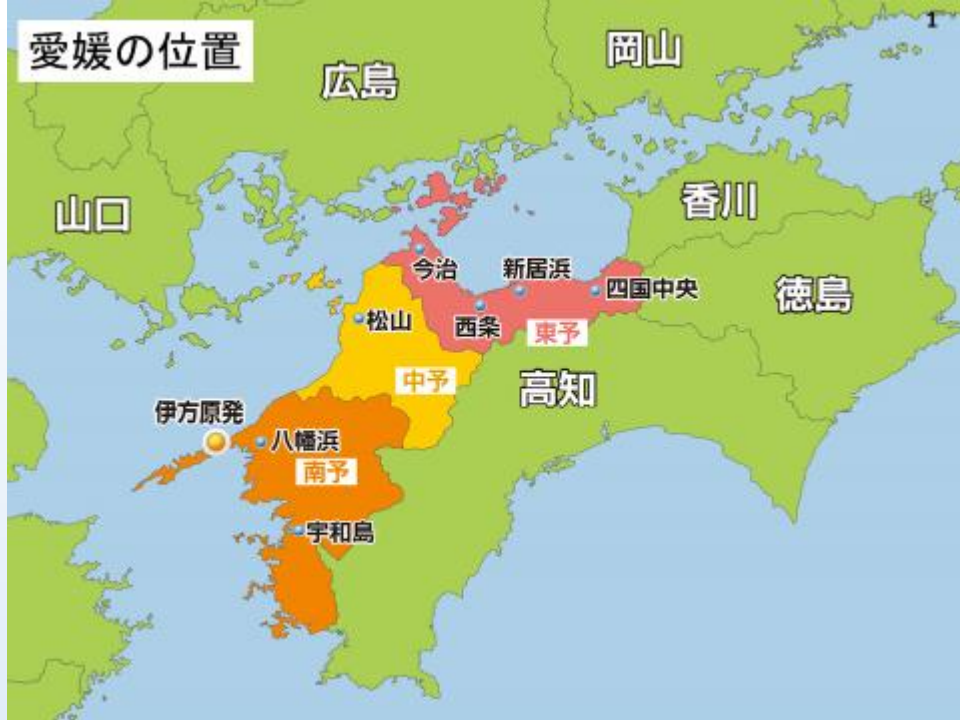 愛媛の位置
1
岡山
広島
香川
山口
今治
新居浜
四国中央
徳島
西条
松山
東予
中予
高知
伊方原発
八幡浜
南予
宇和島